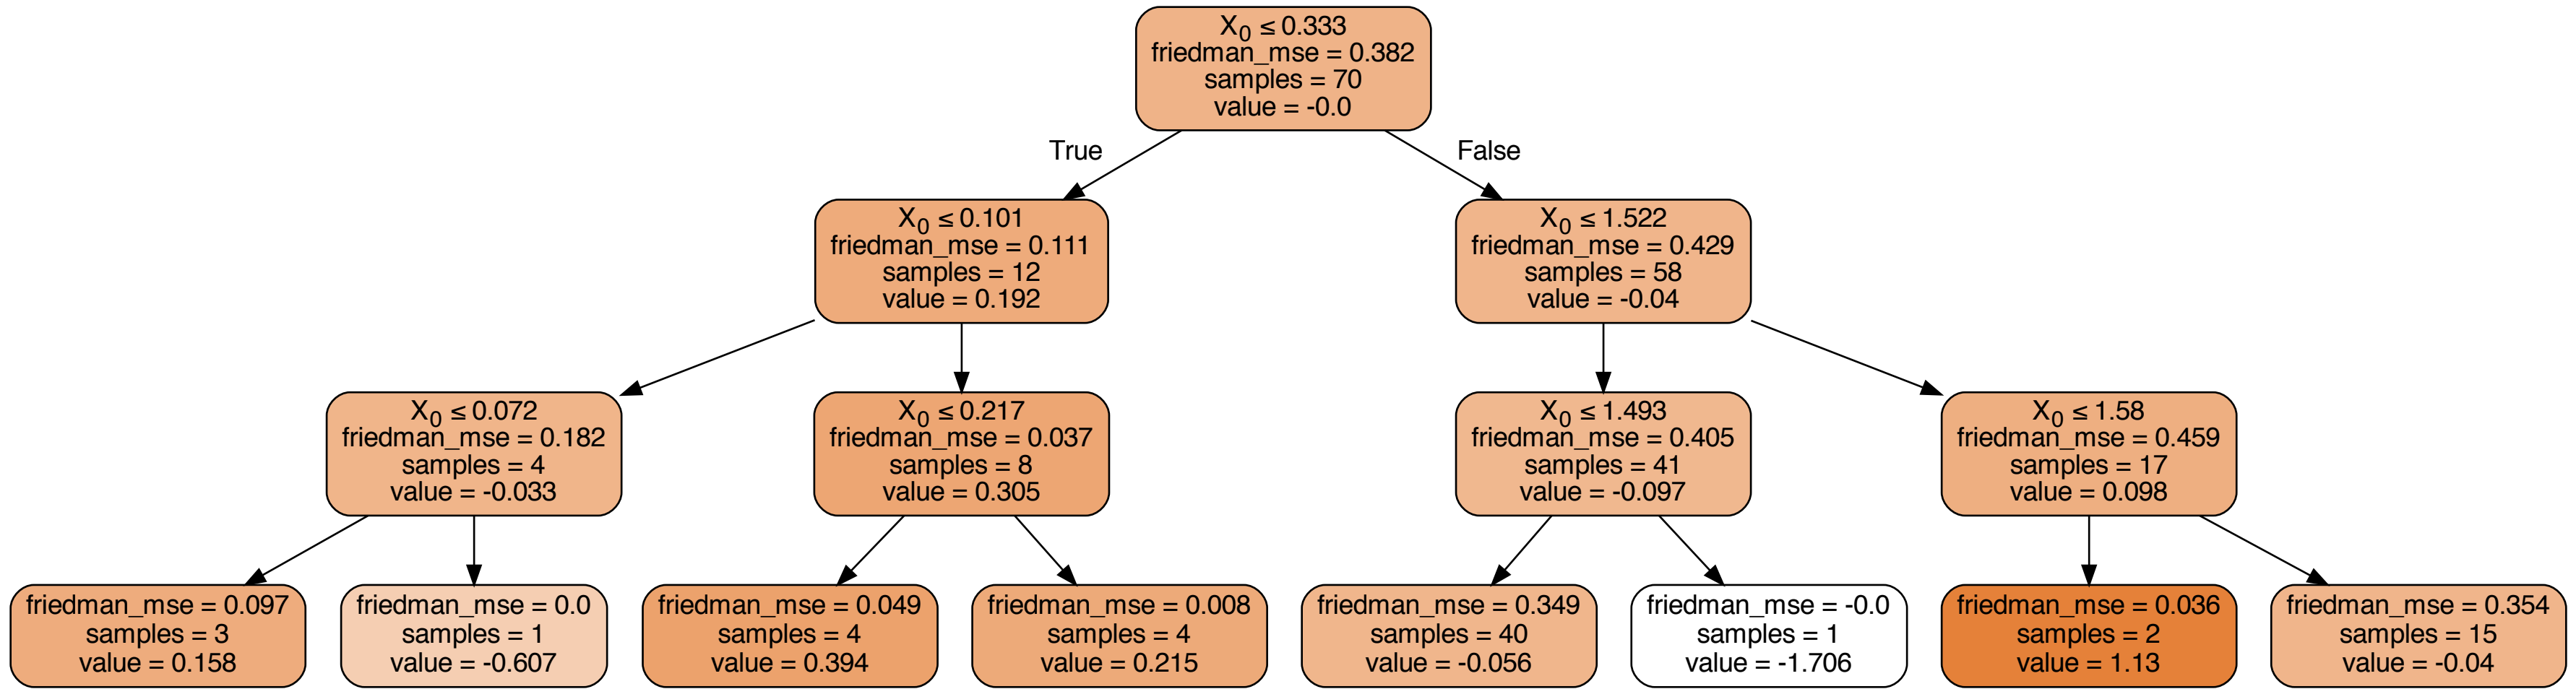 X0 ≤ 0.333
friedman_mse = 0.382
samples = 70
value = -0.0
True
False
X0 ≤ 0.101
friedman_mse = 0.111
samples = 12
value = 0.192
X0 ≤ 1.522
friedman_mse = 0.429
samples = 58
value = -0.04
X0 ≤ 0.072
friedman_mse = 0.182
samples = 4
value = -0.033
X0 ≤ 0.217
friedman_mse = 0.037
samples = 8
value = 0.305
X0 ≤ 1.493
friedman_mse = 0.405
samples = 41
value = -0.097
X0 ≤ 1.58
friedman_mse = 0.459
samples = 17
value = 0.098
friedman_mse = 0.097
samples = 3
value = 0.158
friedman_mse = 0.0
samples = 1
value = -0.607
friedman_mse = 0.049
samples = 4
value = 0.394
friedman_mse = 0.008
samples = 4
value = 0.215
friedman_mse = 0.349
samples = 40
value = -0.056
friedman_mse = -0.0
samples = 1
value = -1.706
friedman_mse = 0.036
samples = 2
value = 1.13
friedman_mse = 0.354
samples = 15
value = -0.04